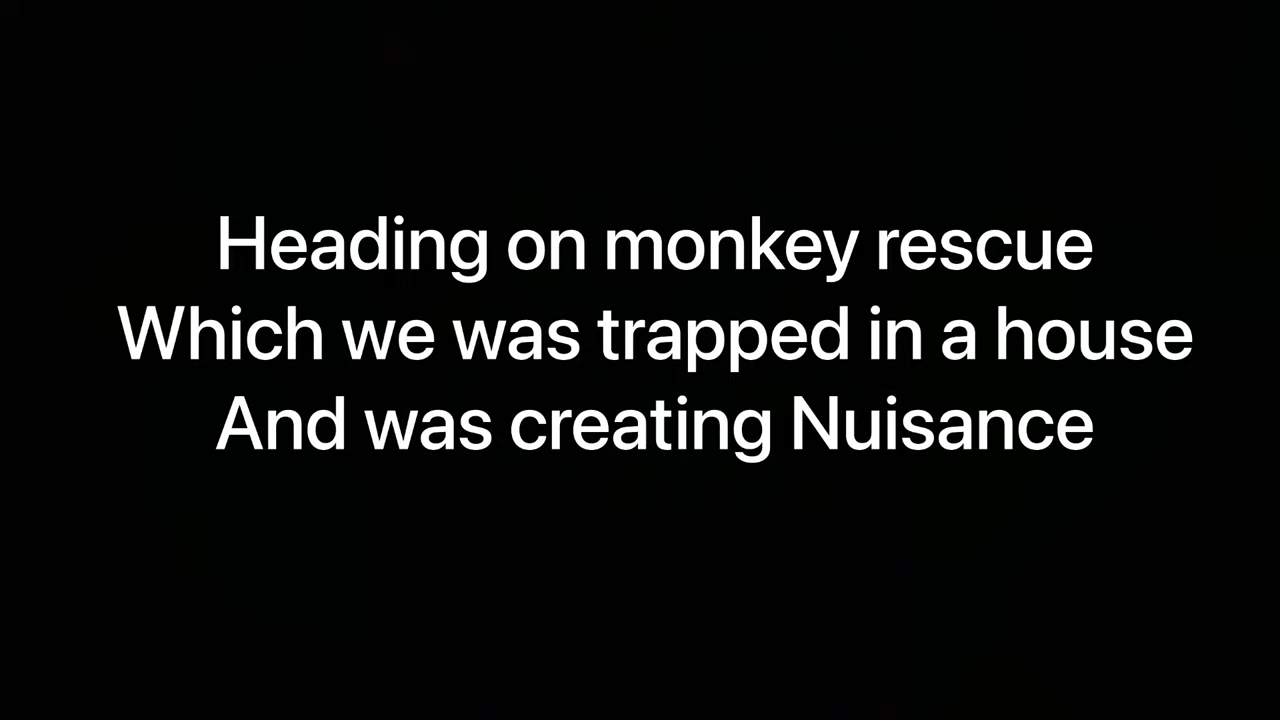 Heading on monkey rescue
Which we was trapped in a house
And was creating Nuisance